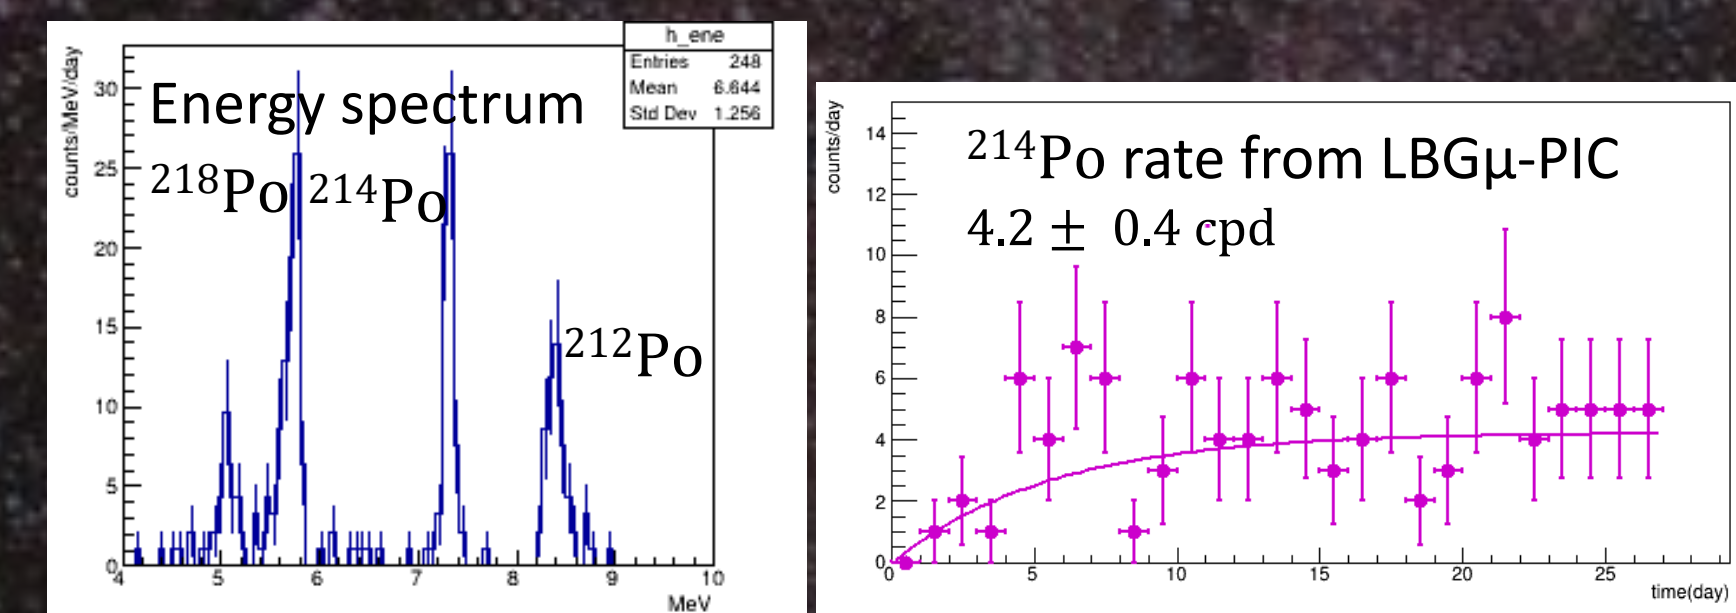 h_ene
Entries 248
Mean 6.644
Std Dev 1.256
counts/MeV/day
Energy spectrum
²¹⁸Po ²¹⁴Po
²¹²Po
30
25
20
15
10
5
0
4 5 6 7 8 9 10
MeV
counts/day
²¹⁴Po rate from LBGμ-PIC
4.2 ± 0.4 cpd
14
12
10
8
6
4
2
0
0 5 10 15 20 25
time(day)